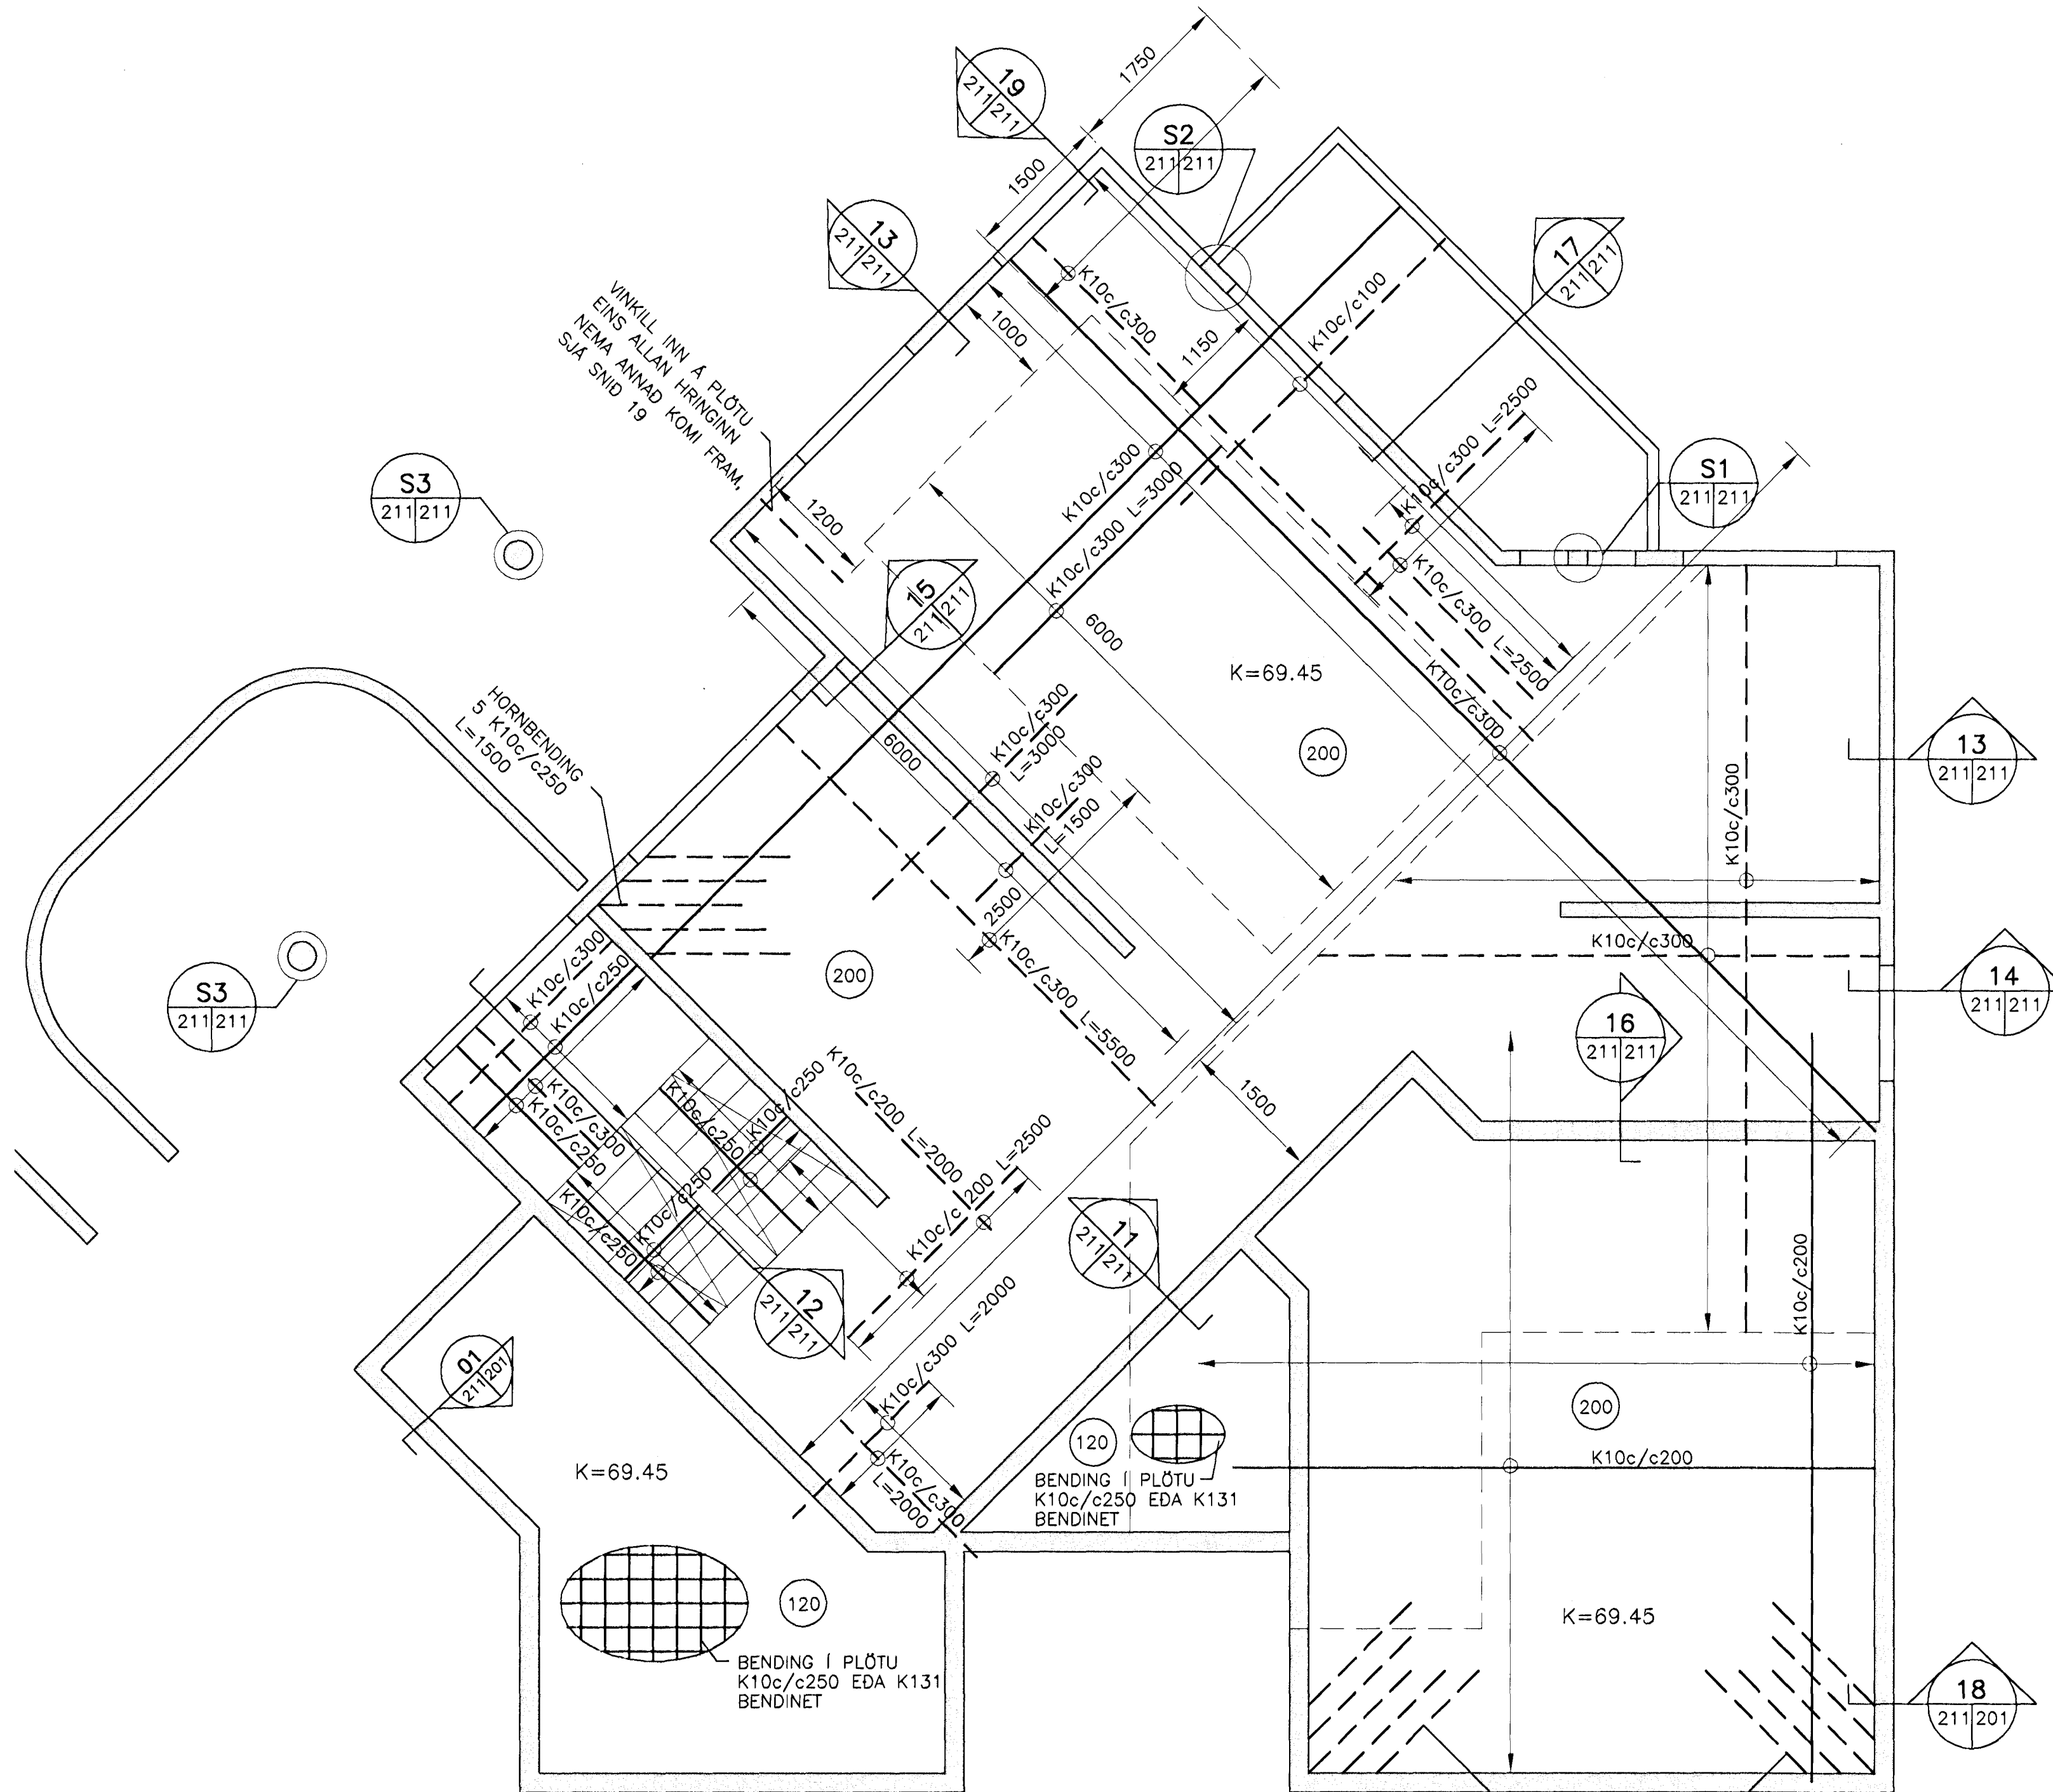 1750
19
211 211
S2
211 211
1500
13
211 211
17
211 211
K10c/c300
K10c/c100
1000
1150
VINKILL INN Á PLÖTU
EINS ALLAN HRINGINN
NEMA ANNAÐ KOMI FRAM,
SJÁ SNIÐ 19
K10c/c300 L=2500
S3
211 211
S1
211 211
K10c/c300
K10c/c300 L=3000
1200
K10c/c300 L=2500
15
211 211
6000
K=69.45
K10c/c300
HORNBENDING
5 K10c/c250
L=1500
K10c/c300
L=3000
6000
200
13
211 211
K10c/c300
K10c/c300
L=1500
2500
K10c/c300
K10c/c250
K10c/c300
200
K10c/c300 L=5500
14
211 211
S3
211 211
16
211 211
K10c/c300
K10c/c250
K10c/c250
K10c/c250
K10c/c200 L=2000
1500
K10c/c250
K10c/c250
K10c/c200 L=2500
11
211 211
K10c/c200
12
211 211
K10c/c300 L=2000
01
211 201
200
K10c/c300
L=2000
120
BENDING Í PLÖTU
K10c/c250 EÐA K131
BENDINET
K10c/c200
K=69.45
120
BENDING Í PLÖTU
K10c/c250 EÐA K131
BENDINET
K=69.45
18
211 201